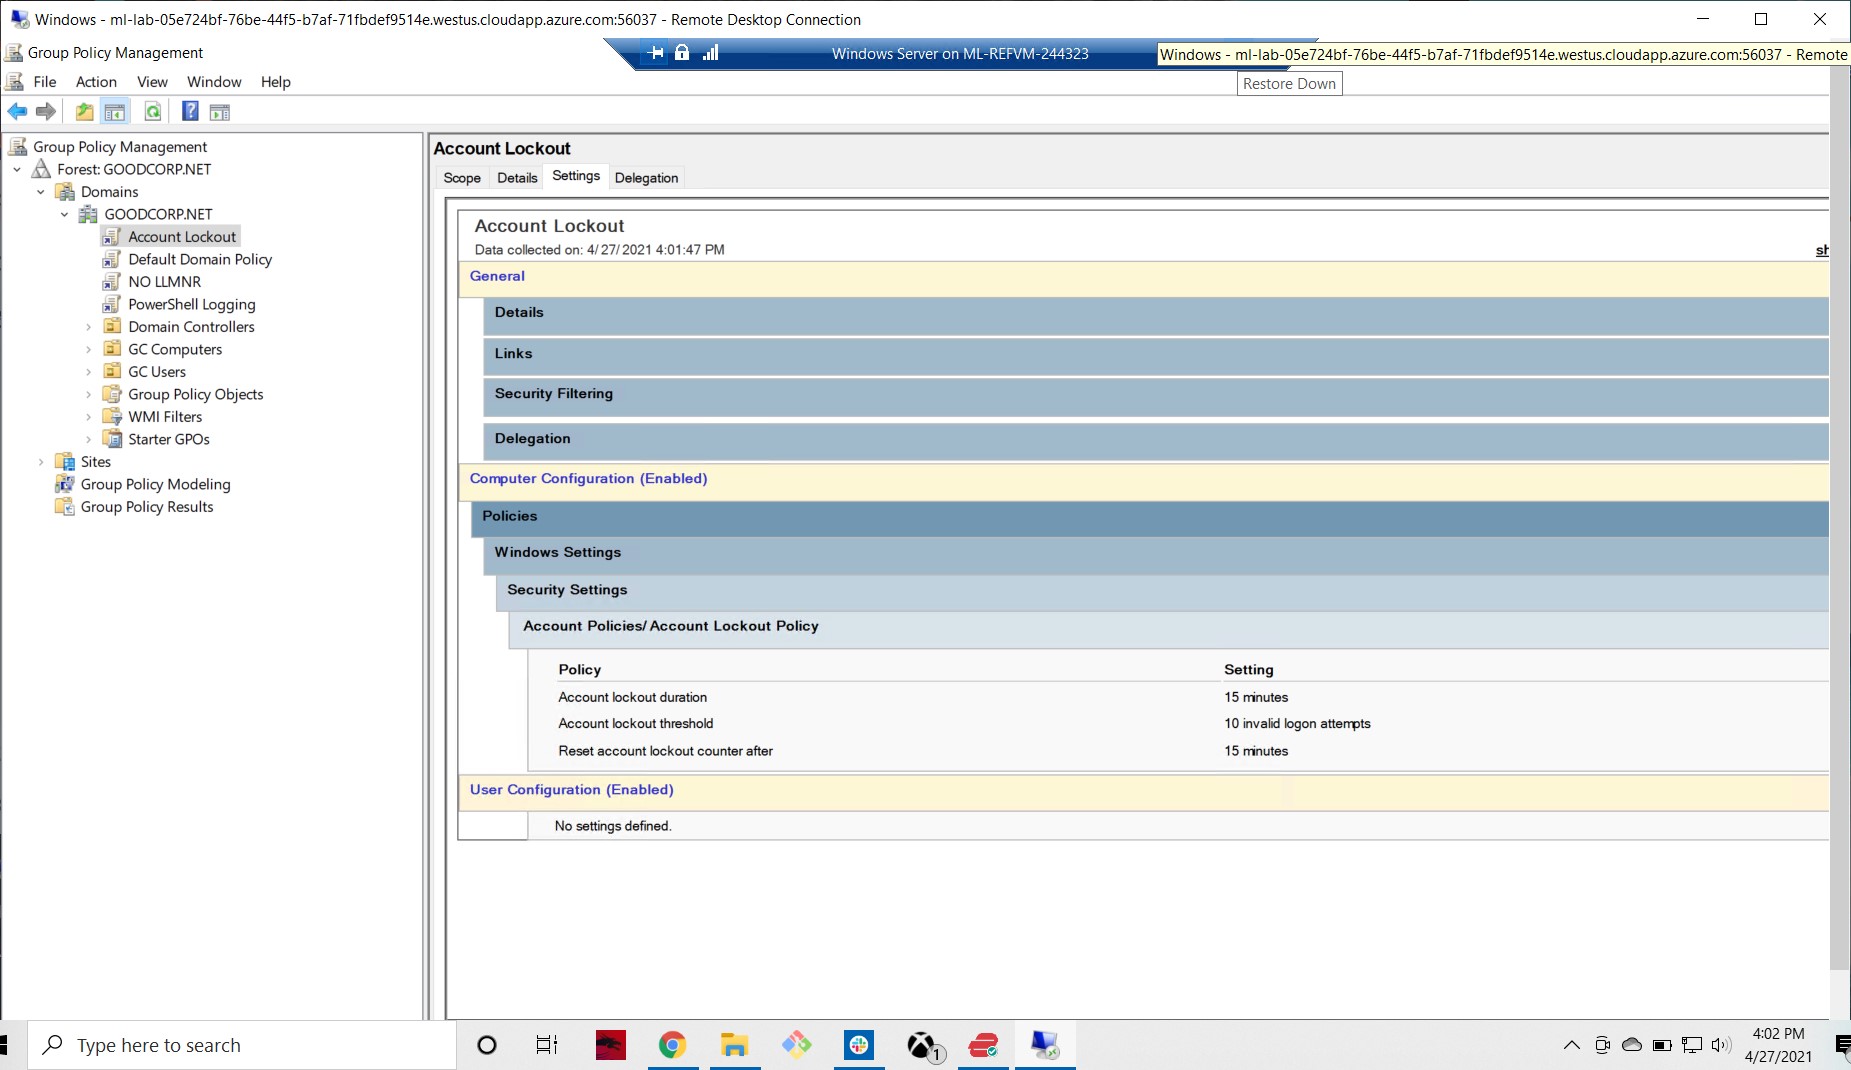 Windows - ml-lab-05e724bf-76be-44f5-b7af-71fbdef9514e.westus.cloudapp.azure.com:56037 - Remote Desktop Connection
Group Policy Management
Windows Server on ML-REFVM-244323
Windows - ml-lab-05e724bf-76be-44f5-b7af-71fbdef9514e.westus.cloudapp.azure.com:56037 - Remote
File Action View Window Help
Restore Down
Group Policy Management
Forest: GOODCORP.NET
Domains
GOODCORP.NET
Account Lockout
Default Domain Policy
NO LLMNR
PowerShell Logging
Domain Controllers
GC Computers
GC Users
Group Policy Objects
WMI Filters
Starter GPOs
Sites
Group Policy Modeling
Group Policy Results
Account Lockout
Scope Details Settings Delegation
Account Lockout
Data collected on: 4/27/2021 4:01:47 PM
sh
General
Details
Links
Security Filtering
Delegation
Computer Configuration (Enabled)
Policies
Windows Settings
Security Settings
Account Policies/Account Lockout Policy
Policy Setting
Account lockout duration 15 minutes
Account lockout threshold 10 invalid logon attempts
Reset account lockout counter after 15 minutes
User Configuration (Enabled)
No settings defined.
Type here to search
1
4:02 PM
4/27/2021